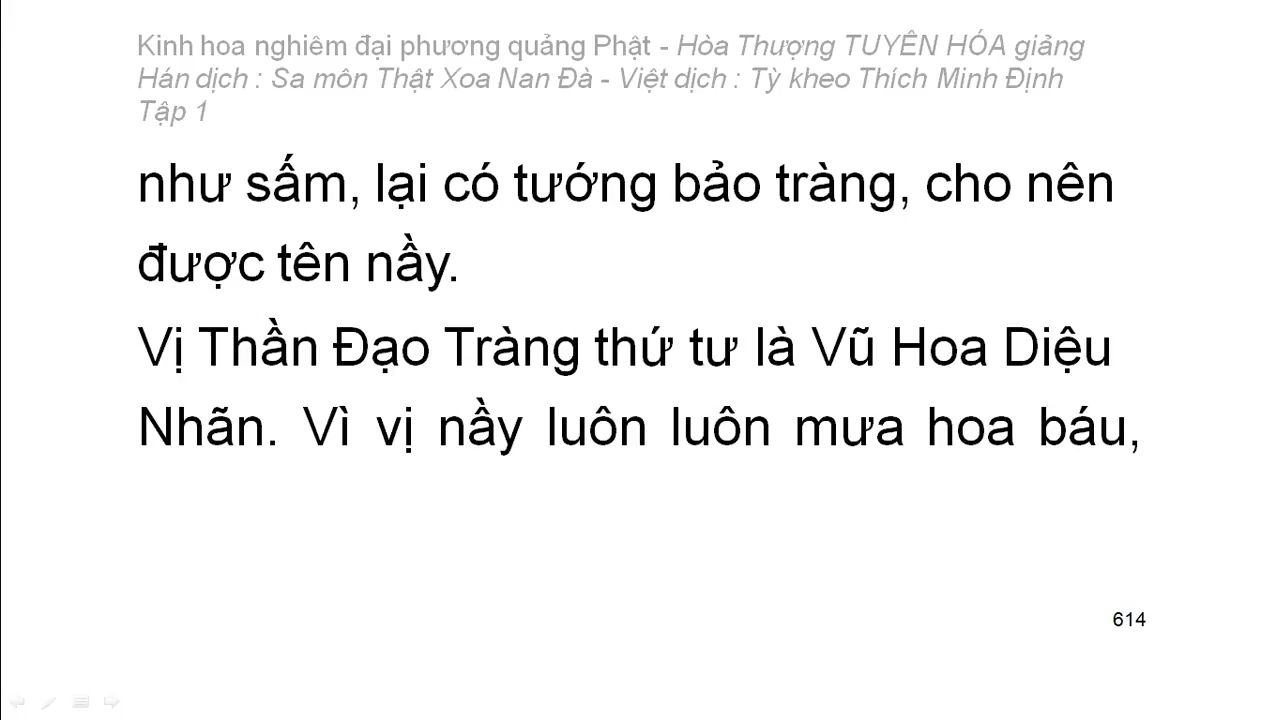 Kinh hoa nghiêm đại phương quảng Phật - Hòa Thượng TUYÊN HÓA giảng
Hán dịch : Sa môn Thật Xoa Nan Đà - Việt dịch : Tỳ kheo Thích Minh Định
Tập 1
như sấm, lại có tướng bảo tràng, cho nên
được tên nầy.
Vị Thần Đạo Tràng thứ tư là Vũ Hoa Diệu
Nhãn. Vì vị nầy luôn luôn mưa hoa báu,
614